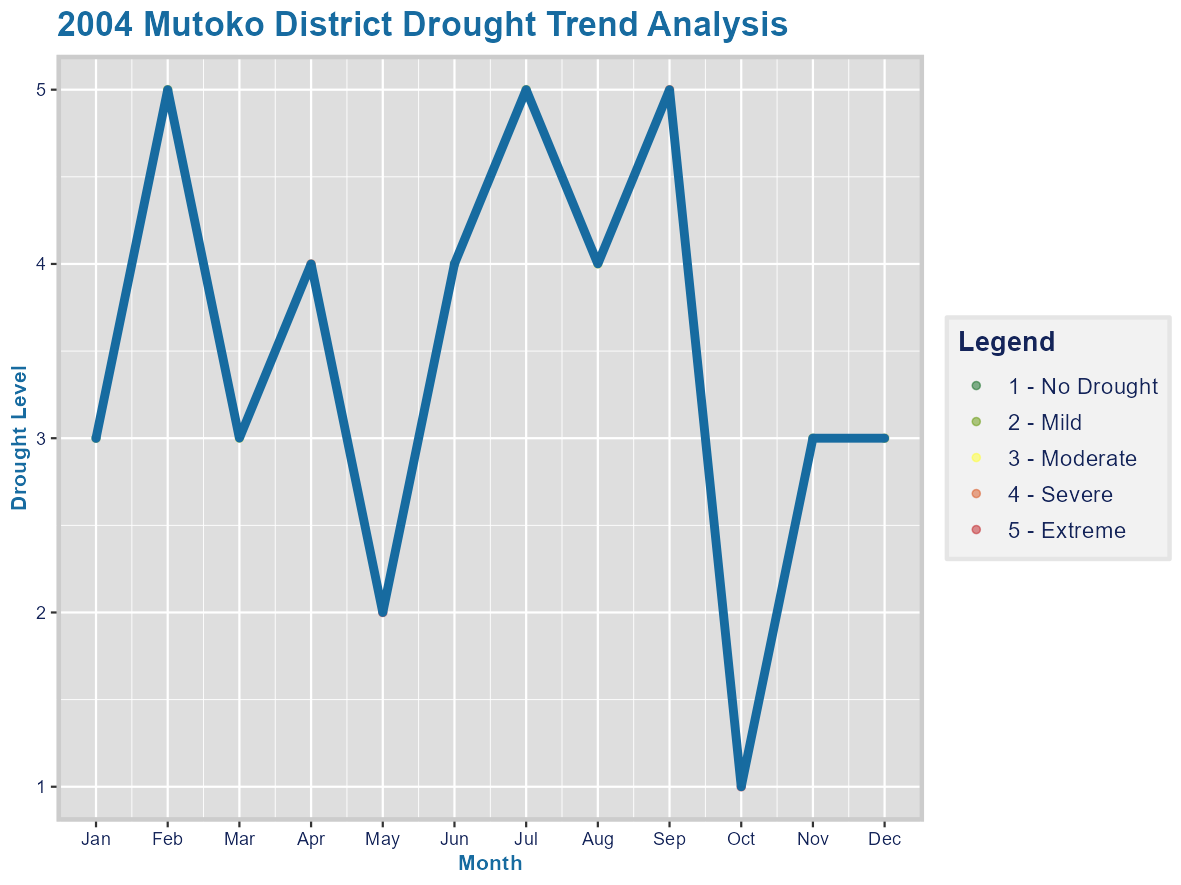 2004 Mutoko District Drought Trend Analysis
Drought Level
5
4
3
2
1
Jan Feb Mar Apr May Jun Jul Aug Sep Oct Nov Dec
Month
Legend
1 - No Drought
2 - Mild
3 - Moderate
4 - Severe
5 - Extreme